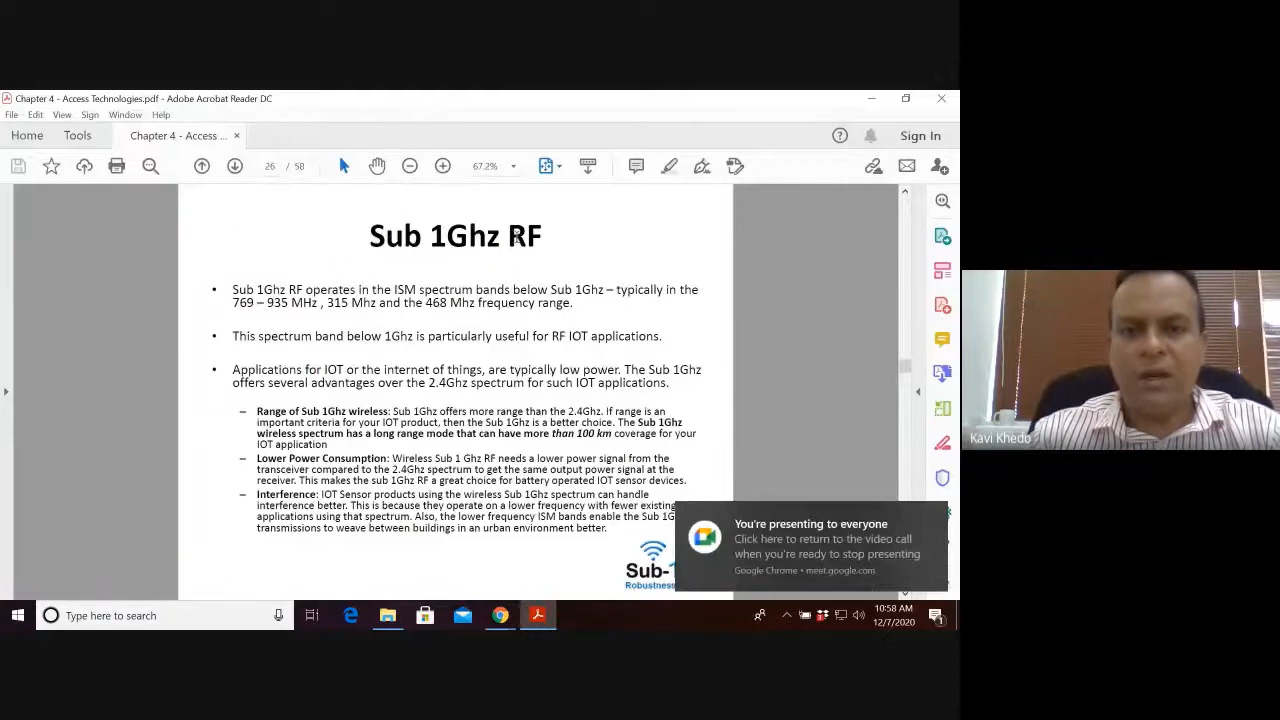 Chapter 4 - Access Technologies.pdf - Adobe Acrobat Reader DC
File Edit View Sign Window Help
Home Tools Chapter 4 - Access ... × Sign In
26 / 58 67.2%
Sub 1Ghz RF
• Sub 1Ghz RF operates in the ISM spectrum bands below Sub 1Ghz – typically in the
769 – 935 MHz , 315 Mhz and the 468 Mhz frequency range.
• This spectrum band below 1Ghz is particularly useful for RF IOT applications.
• Applications for IOT or the internet of things, are typically low power. The Sub 1Ghz
offers several advantages over the 2.4Ghz spectrum for such IOT applications.
– Range of Sub 1Ghz wireless: Sub 1Ghz offers more range than the 2.4Ghz. If range is an
important criteria for your IOT product, then the Sub 1Ghz is a better choice. The Sub 1Ghz
wireless spectrum has a long range mode that can have more than 100 km coverage for your
IOT application
– Lower Power Consumption: Wireless Sub 1 Ghz RF needs a lower power signal from the
transceiver compared to the 2.4Ghz spectrum to get the same output power signal at the
receiver. This makes the sub 1Ghz RF a great choice for battery operated IOT sensor devices.
– Interference: IOT Sensor products using the wireless Sub 1Ghz spectrum can handle
interference better. This is because they operate on a lower frequency with fewer existing
applications using that spectrum. Also, the lower frequency ISM bands enable the Sub 1G
transmissions to weave between buildings in an urban environment better.
Sub-
Robustness
You're presenting to everyone
Click here to return to the video call
when you're ready to stop presenting
Google Chrome • meet.google.com
Kavi Khedo
Type here to search
10:58 AM
12/7/2020
1